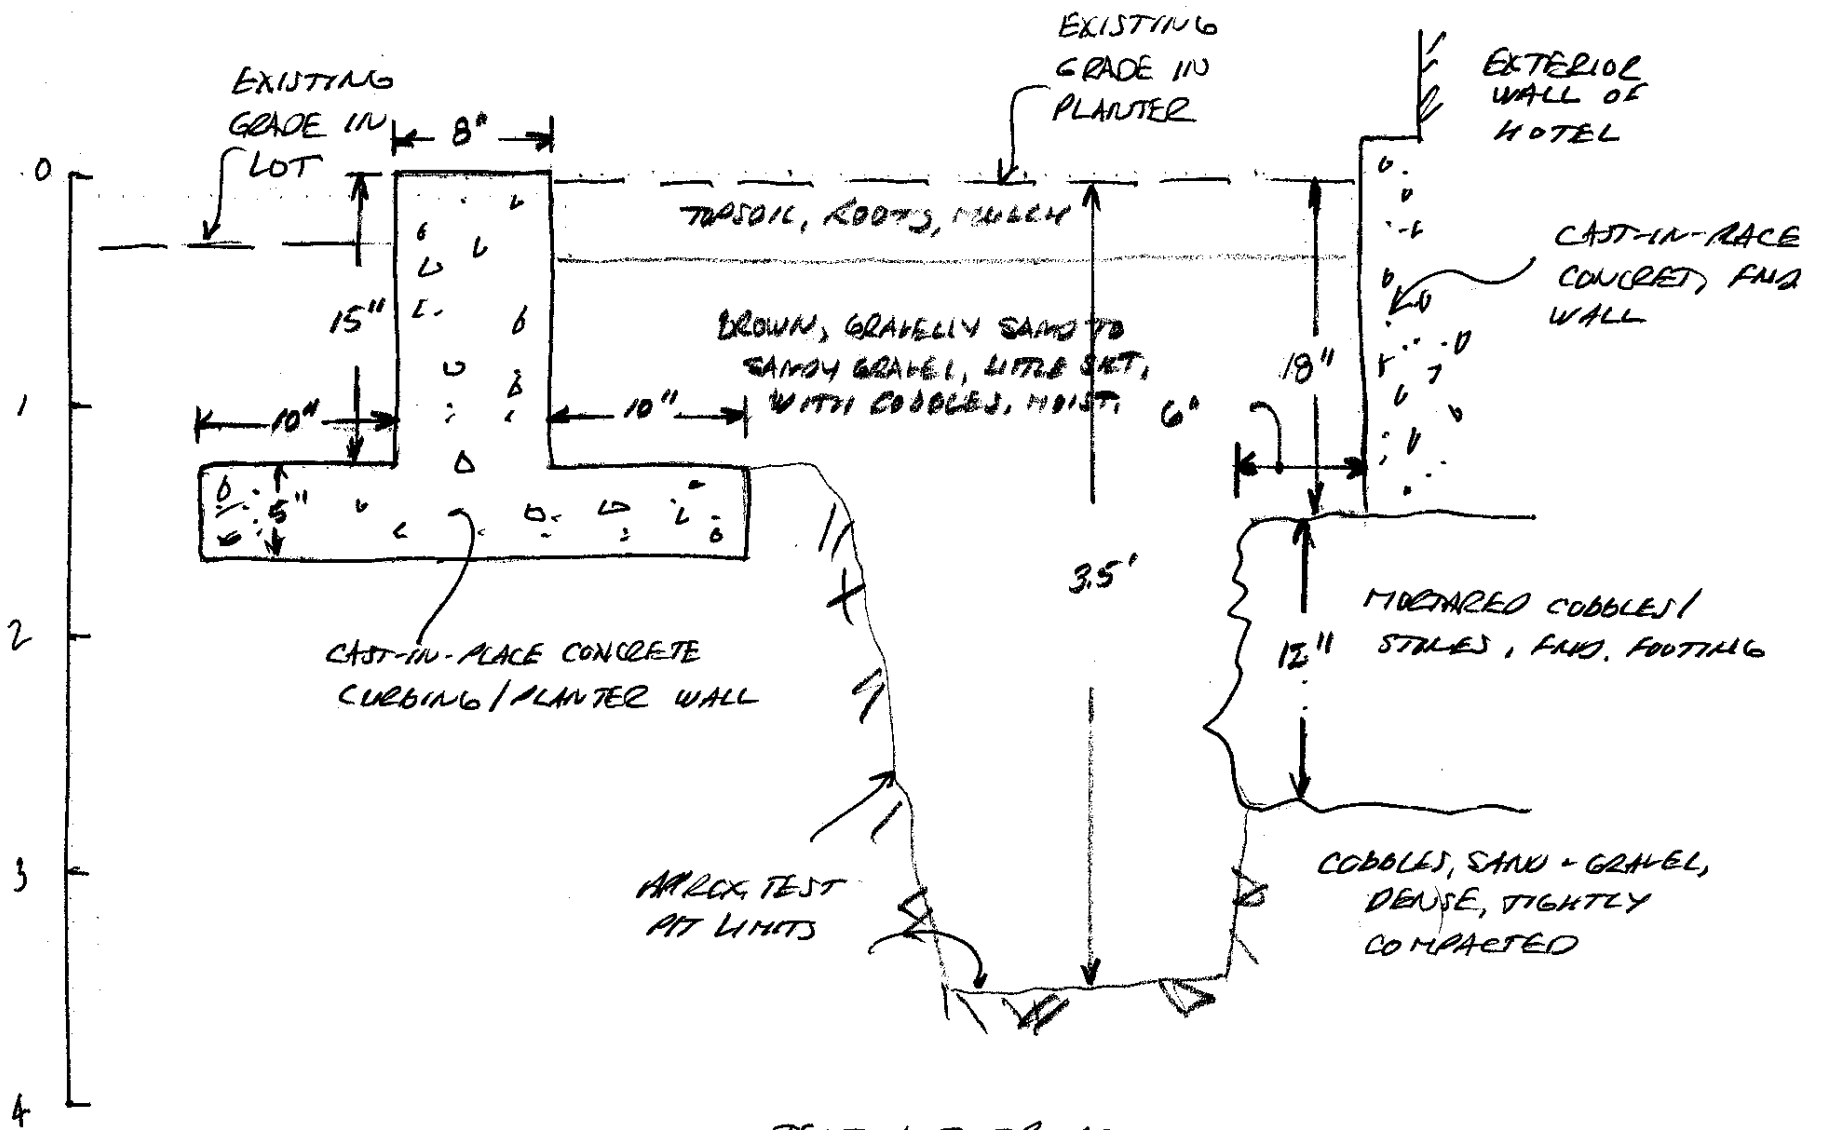 EXISTING
GRADE IN
LOT
8"
EXISTING
GRADE IN
PLANTER
EXTERIOR
WALL OF
HOTEL
0
TOPSOIL, ROOTS, MULCH
15"
CAST-IN-PLACE
CONCRETE, FND
WALL
BROWN, GRAVELLY SAND TO
SANDY GRAVEL, LITTLE SILT,
WITH COBBLES, MOIST.
18"
1
10"
10"
6"
5"
3.5'
2
CAST-IN-PLACE CONCRETE
CURBING/PLANTER WALL
12"
MORTARED COBBLES/
STONES, FND. FOOTING
3
APPROX. TEST
PIT LIMITS
COBBLES, SAND + GRAVEL,
DENSE, TIGHTLY
COMPACTED
4